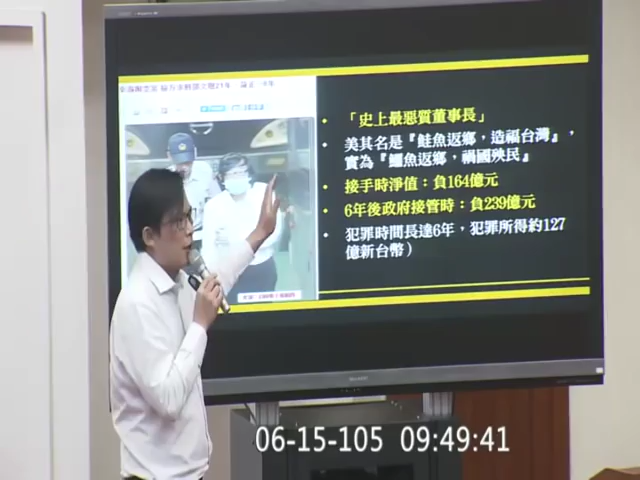 「史上最惡質董事長」
美其名是『鮭魚返鄉，造福台灣』，
實為『鱷魚返鄉，禍國殃民』
接手時淨值：負164億元
6年後政府接管時：負239億元
犯罪時間長達6年，犯罪所得約127
億新台幣）
06-15-105 09:49:41